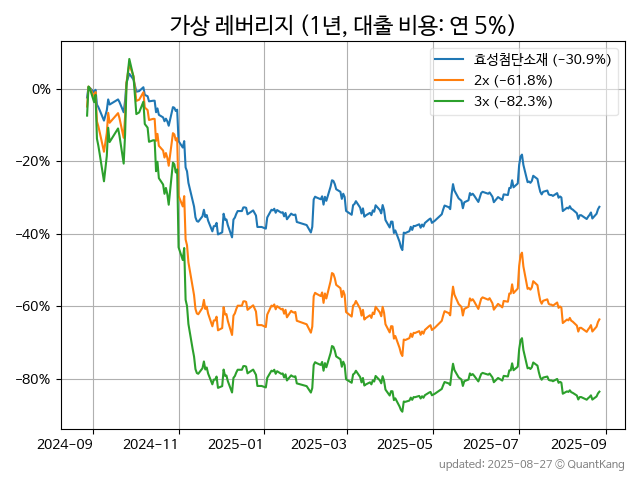 가상 레버리지 (1년, 대출 비용: 연 5%)
효성첨단소재 (−30.9%)
2x (−61.8%)
3x (−82.3%)
0%
−20%
−40%
−60%
−80%
2024-09 2024-11 2025-01 2025-03 2025-05 2025-07 2025-09
updated: 2025-08-27 © QuantKang